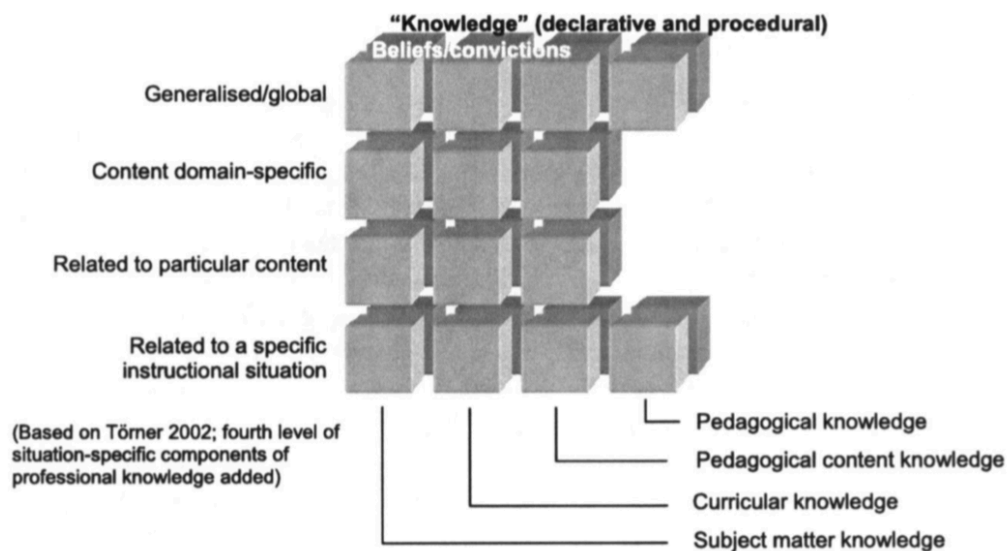 “Knowledge” (declarative and procedural)
Beliefs/convictions
Generalised/global
Content domain-specific
Related to particular content
Related to a specific
instructional situation
(Based on Törner 2002; fourth level of
situation-specific components of
professional knowledge added)
Pedagogical knowledge
Pedagogical content knowledge
Curricular knowledge
Subject matter knowledge